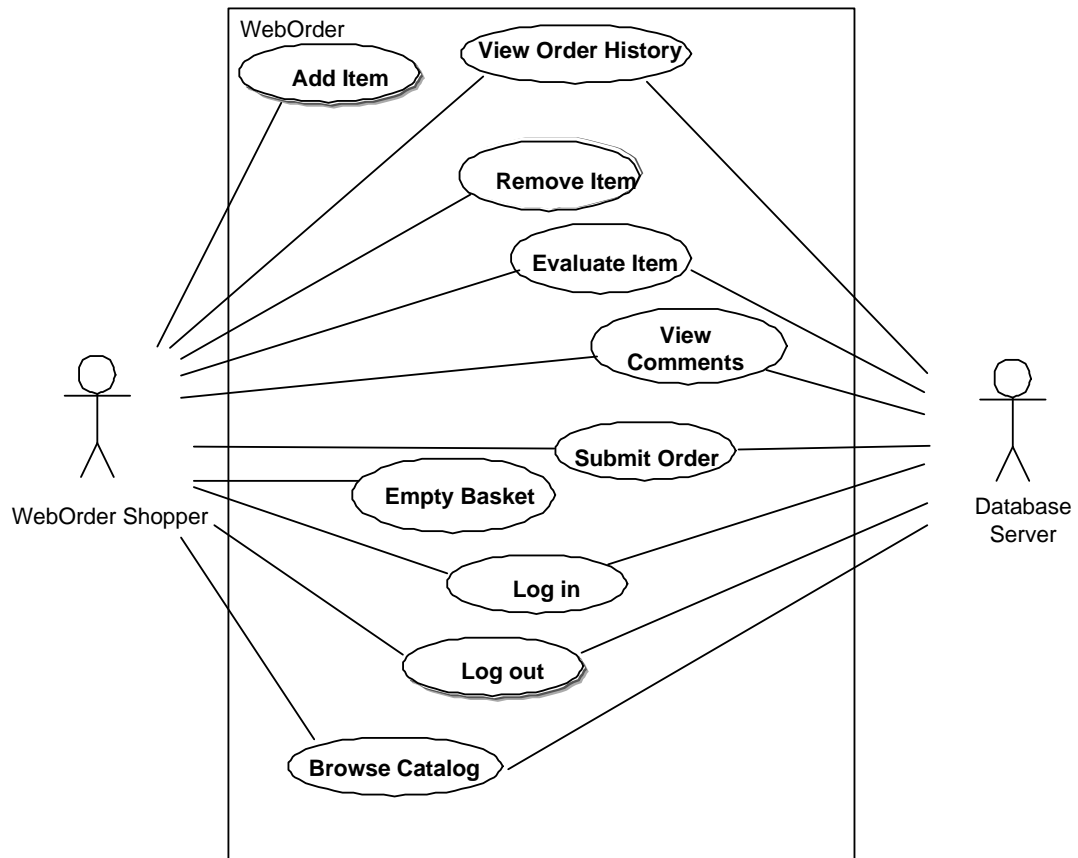 WebOrder
View Order History
Add Item
Remove Item
Evaluate Item
View
Comments
Submit Order
Empty Basket
WebOrder Shopper
Database
Server
Log in
Log out
Browse Catalog